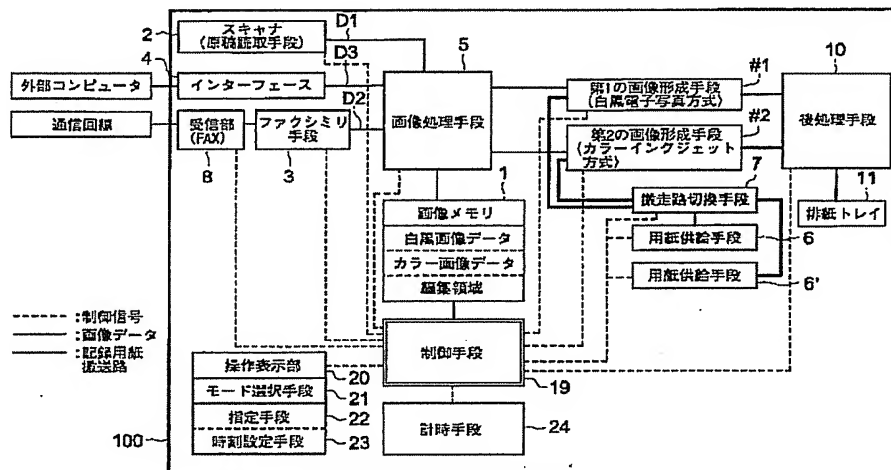 2
スキャナ
(原稿読取手段)
D1
D3
4
外部コンピュータ
インターフェース
D2
通信回線
受信部
(FAX)
ファクシミリ
手段
8
3
5
画像処理手段
第1の画像形成手段
(白黒電子写真方式)
#1
第2の画像形成手段
(カラーインクジェット
方式)
#2
10
後処理手段
7
搬走路切換手段
11
排紙トレイ
用紙供給手段
6
用紙供給手段
6'
1
画像メモリ
白黒画像データ
カラー画像データ
編集領域
制御手段
19
計時手段
24
:制御信号
:画像データ
:記録用紙
搬送路
操作表示部
20
モード選択手段
21
指定手段
22
時刻設定手段
23
100